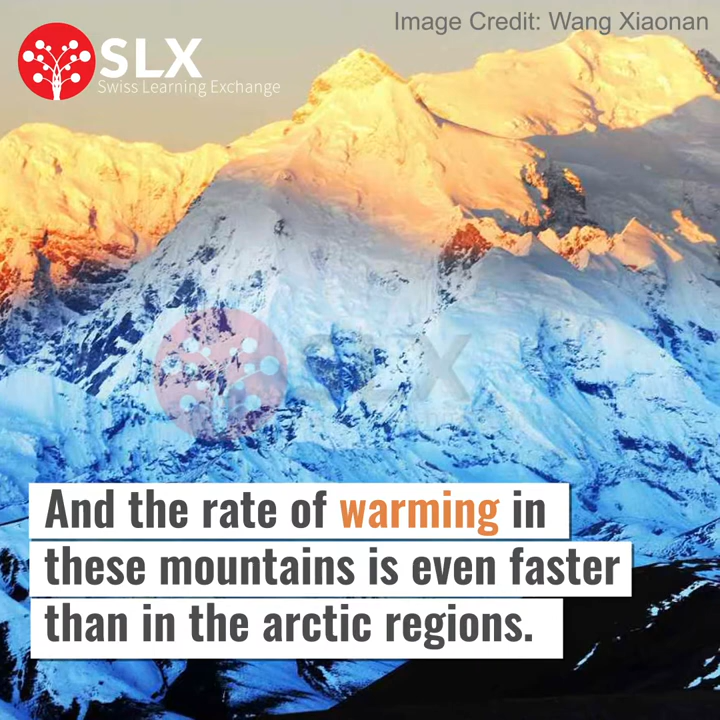 Image Credit: Wang Xiaonan
SLX
Swiss Learning Exchange
SLX
And the rate of warming in
these mountains is even faster
than in the arctic regions.